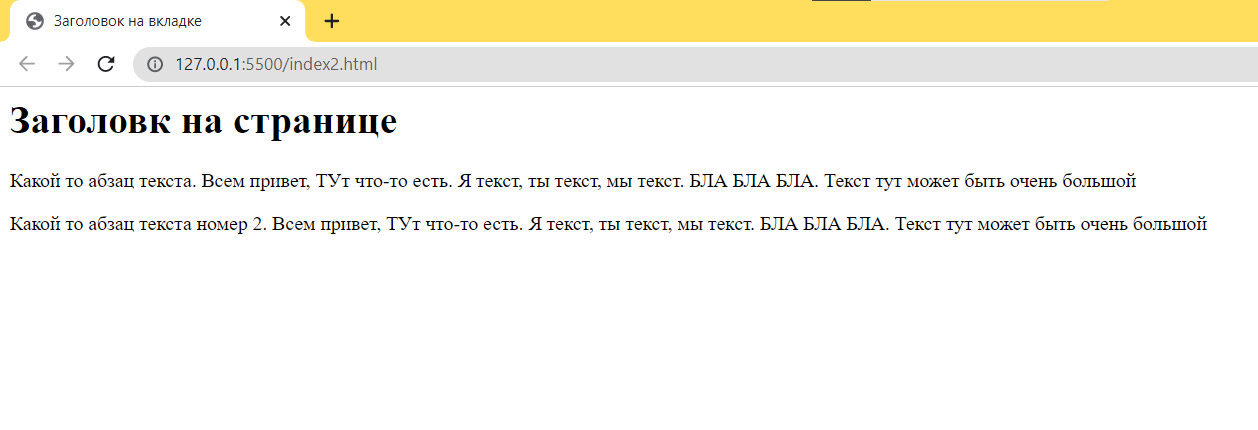 Заголовок на вкладке
127.0.0.1:5500/index2.html
Заголовк на странице
Какой то абзац текста. Всем привет, ТУт что-то есть. Я текст, ты текст, мы текст. БЛА БЛА БЛА. Текст тут может быть очень большой
Какой то абзац текста номер 2. Всем привет, ТУт что-то есть. Я текст, ты текст, мы текст. БЛА БЛА БЛА. Текст тут может быть очень большой